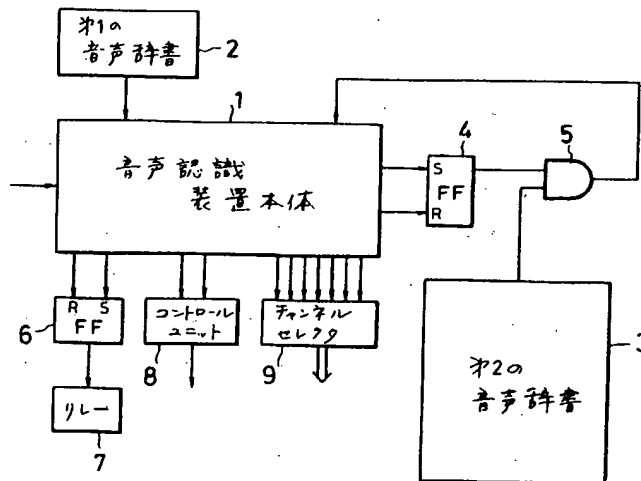 第1の
音声辞書
2
1
音声認識
装置本体
4
S
FF
R
5
R S
FF
6
コントロール
ユニット
8
チャンネル
セレクタ
9
リレー
7
第2の
音声辞書
3